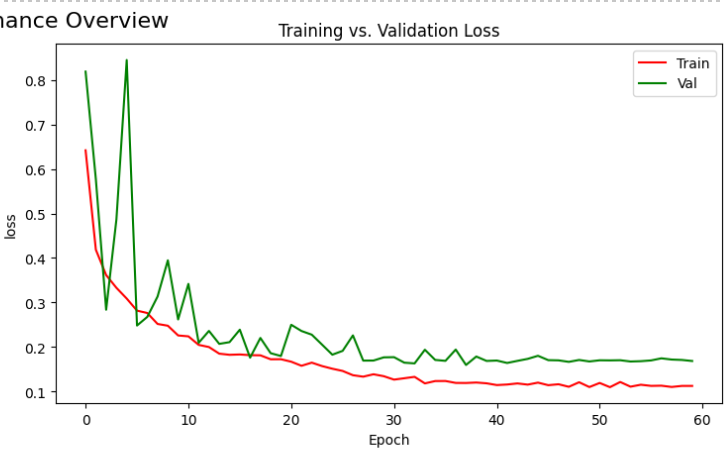 nance Overview
Training vs. Validation Loss
Train
Val
loss
0.8
0.7
0.6
0.5
0.4
0.3
0.2
0.1
0 10 20 30 40 50 60
Epoch